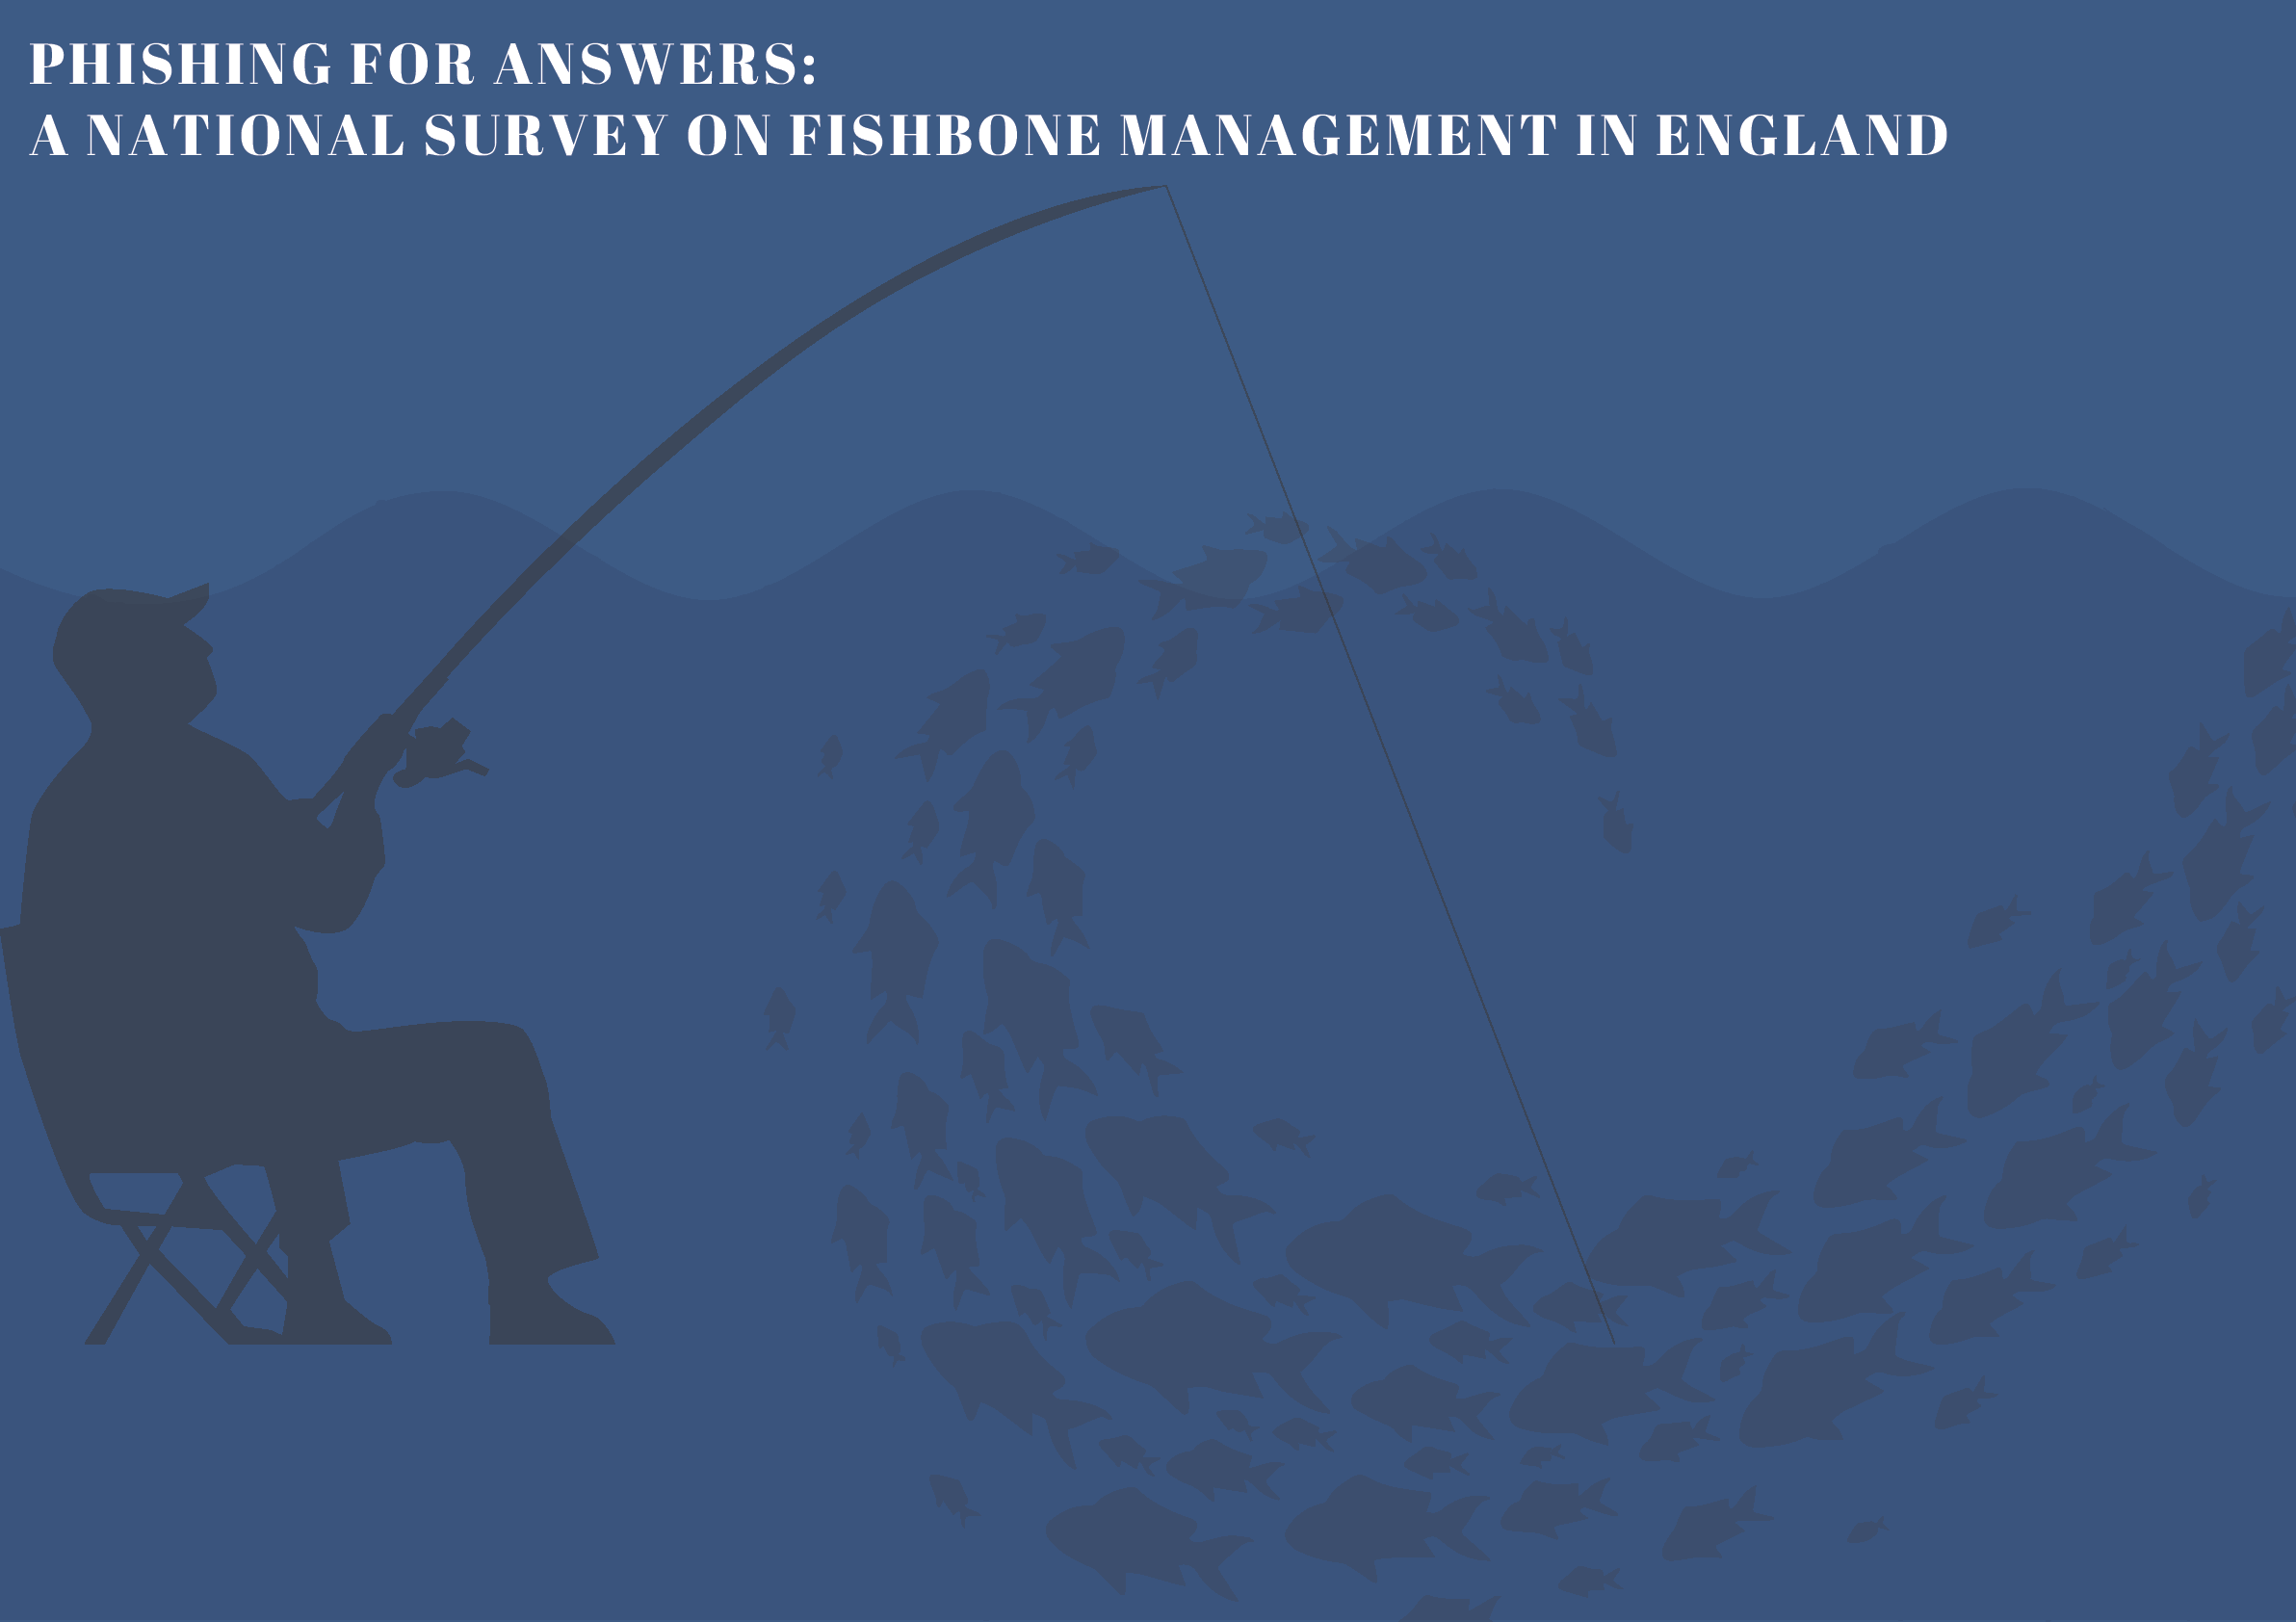 PHISHING FOR ANSWERS:
A NATIONAL SURVEY ON FISHBONE MANAGEMENT IN ENGLAND